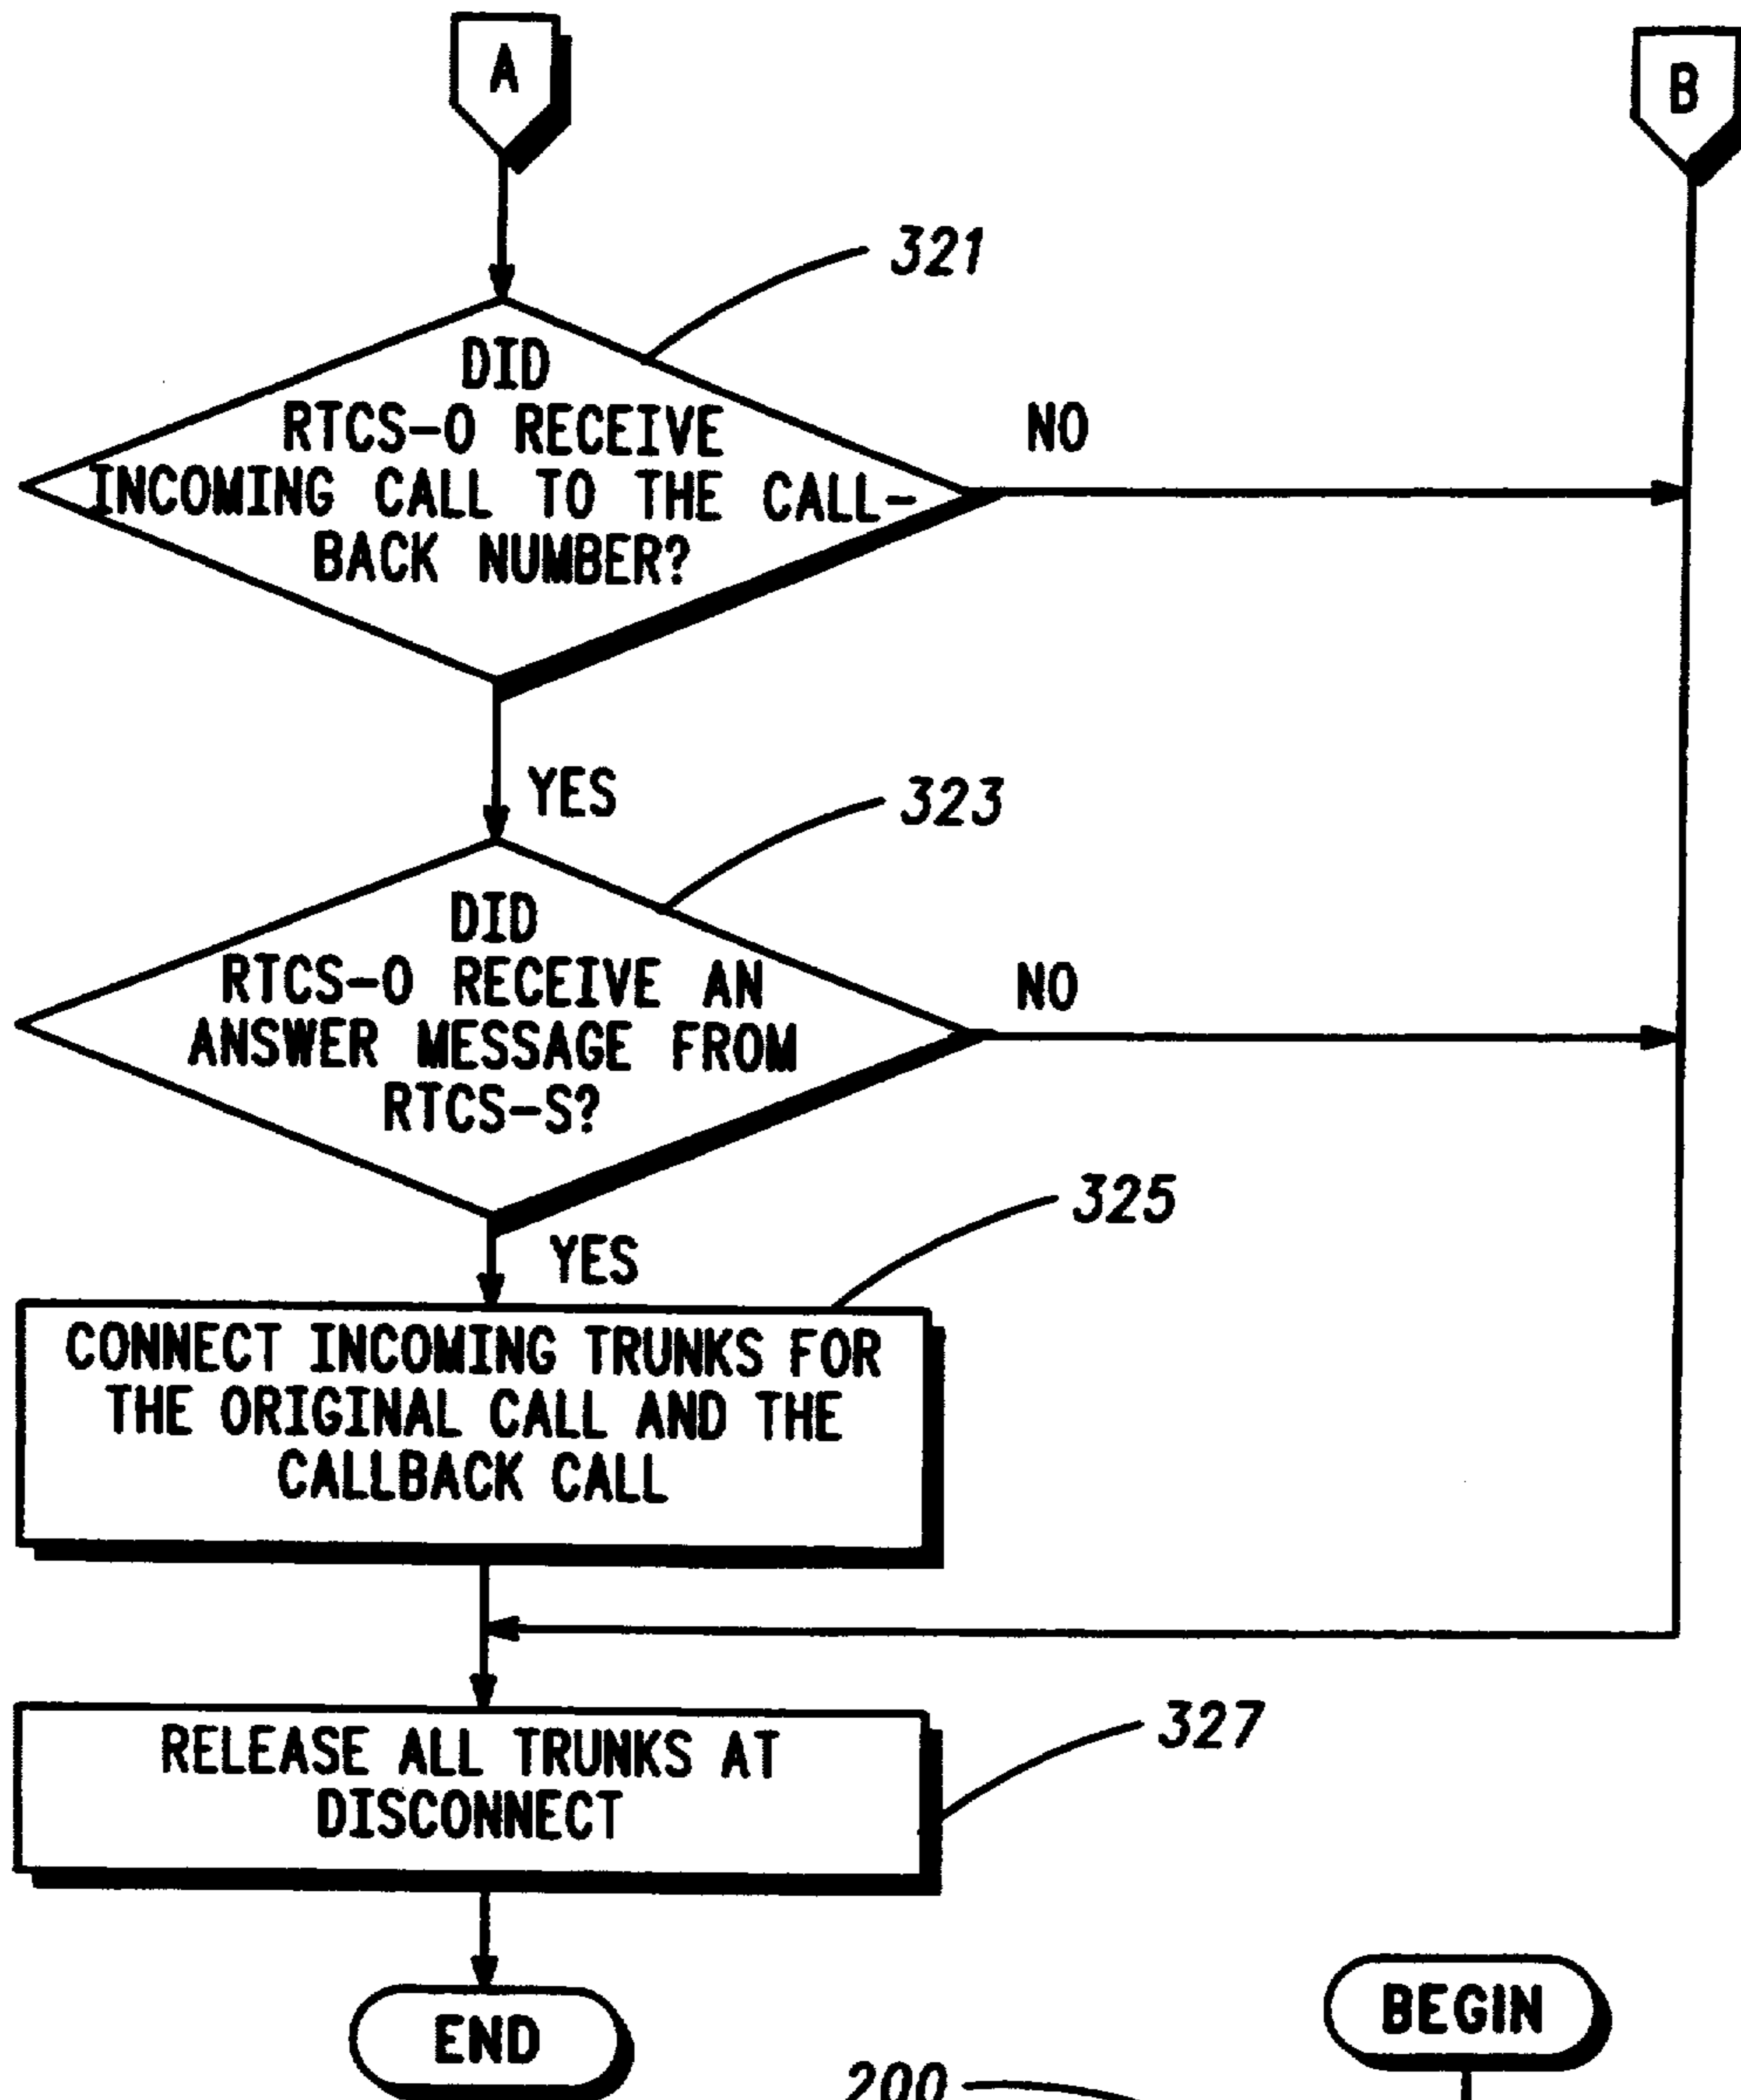 A
B
321
DID
RTCS-O RECEIVE
INCOMING CALL TO THE CALL-
BACK NUMBER?
NO
YES
323
DID
RTCS-O RECEIVE AN
ANSWER MESSAGE FROM
RTCS-S?
NO
YES
325
CONNECT INCOMING TRUNKS FOR
THE ORIGINAL CALL AND THE
CALLBACK CALL
RELEASE ALL TRUNKS AT
DISCONNECT
327
END
BEGIN
200